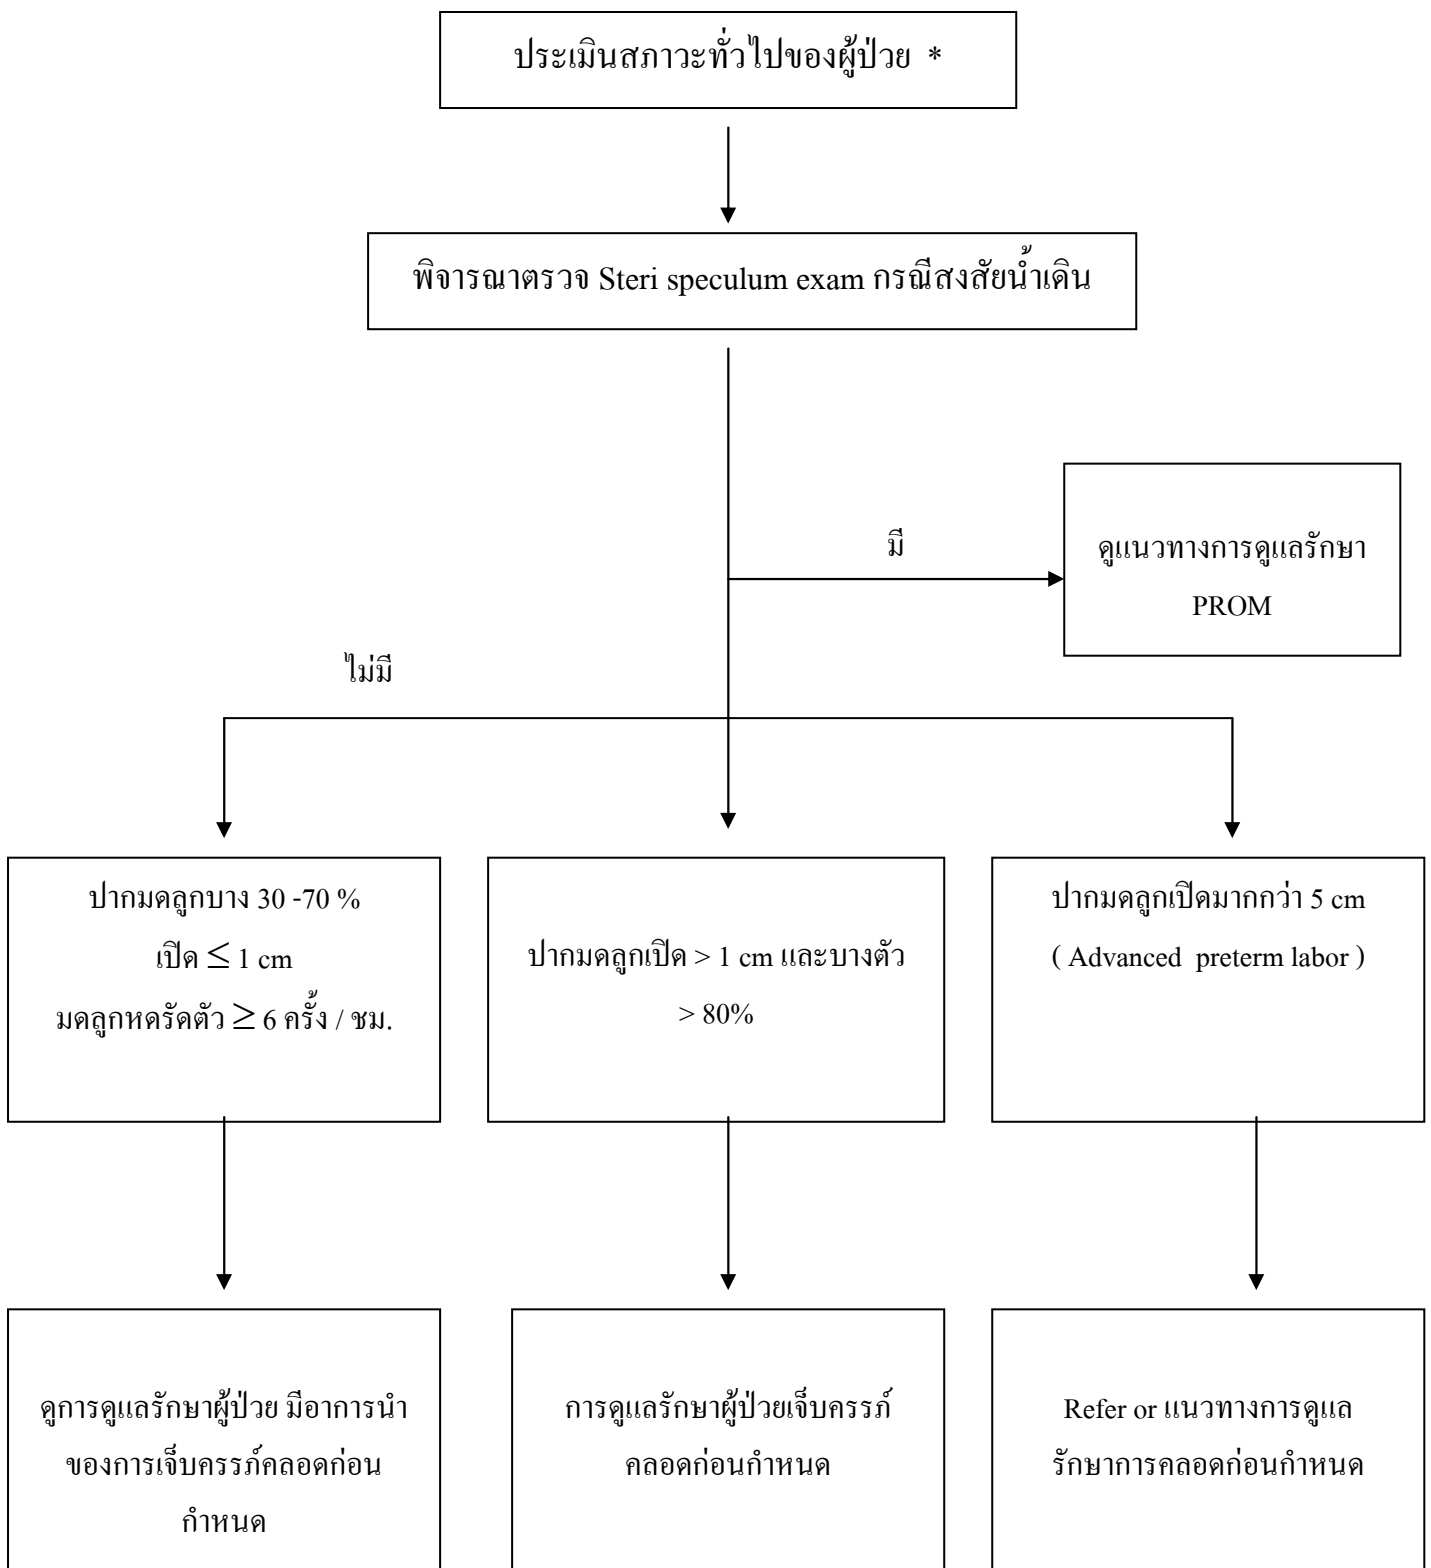 ประเมินสภาวะทั่วไปของผู้ป่วย *
พิจารณาตรวจ Steri speculum exam กรณีสงสัยน้ำเดิน
มี
ดูแนวทางการดูแลรักษา
PROM
ไม่มี
ปากมดลูกบาง 30 -70 %
เปิด ≤ 1 cm
มดลูกหดรัดตัว ≥ 6 ครั้ง / ชม.
ปากมดลูกเปิด > 1 cm และบางตัว
> 80%
ปากมดลูกเปิดมากกว่า 5 cm
( Advanced preterm labor )
ดูการดูแลรักษาผู้ป่วย มีอาการนำ
ของการเจ็บครรภ์คลอดก่อน
กำหนด
การดูแลรักษาผู้ป่วยเจ็บครรภ์
คลอดก่อนกำหนด
Refer or แนวทางการดูแล
รักษาการคลอดก่อนกำหนด